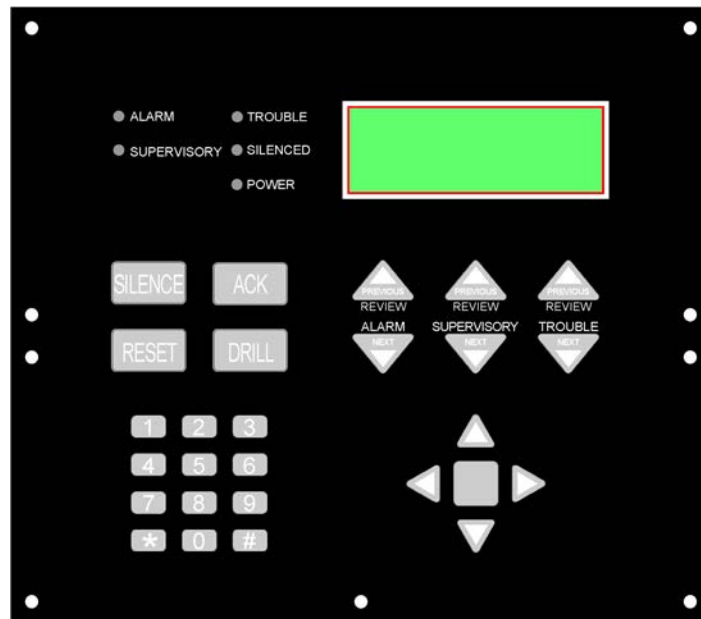 ALARM TROUBLE
SUPERVISORY SILENCED
POWER
SILENCE ACK
PREVIOUS PREVIOUS PREVIOUS
REVIEW REVIEW REVIEW
ALARM SUPERVISORY TROUBLE
NEXT NEXT NEXT
RESET DRILL
1 2 3
4 5 6
7 8 9
* 0 #